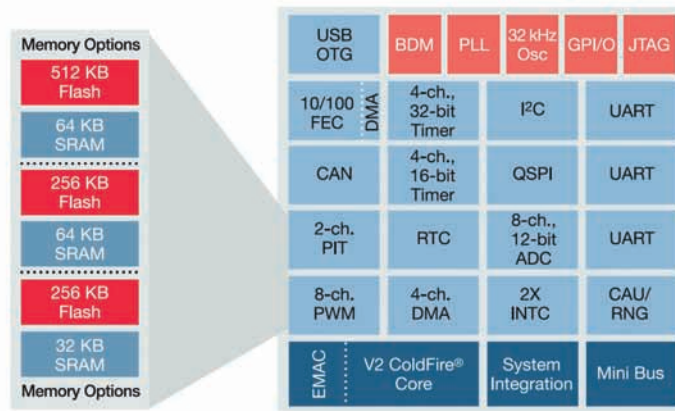 Memory Options
512 KB
Flash
64 KB
SRAM
256 KB
Flash
64 KB
SRAM
256 KB
Flash
32 KB
SRAM
Memory Options
USB
OTG
BDM
PLL
32 kHz
Osc
GPI/O
JTAG
10/100
FEC
DMA
4-ch.,
32-bit
Timer
I²C
UART
CAN
4-ch.,
16-bit
Timer
QSPI
UART
2-ch.
PIT
RTC
8-ch.,
12-bit
ADC
UART
8-ch.
PWM
4-ch.
DMA
2X
INTC
CAU/
RNG
EMAC
V2 ColdFire®
Core
System
Integration
Mini Bus